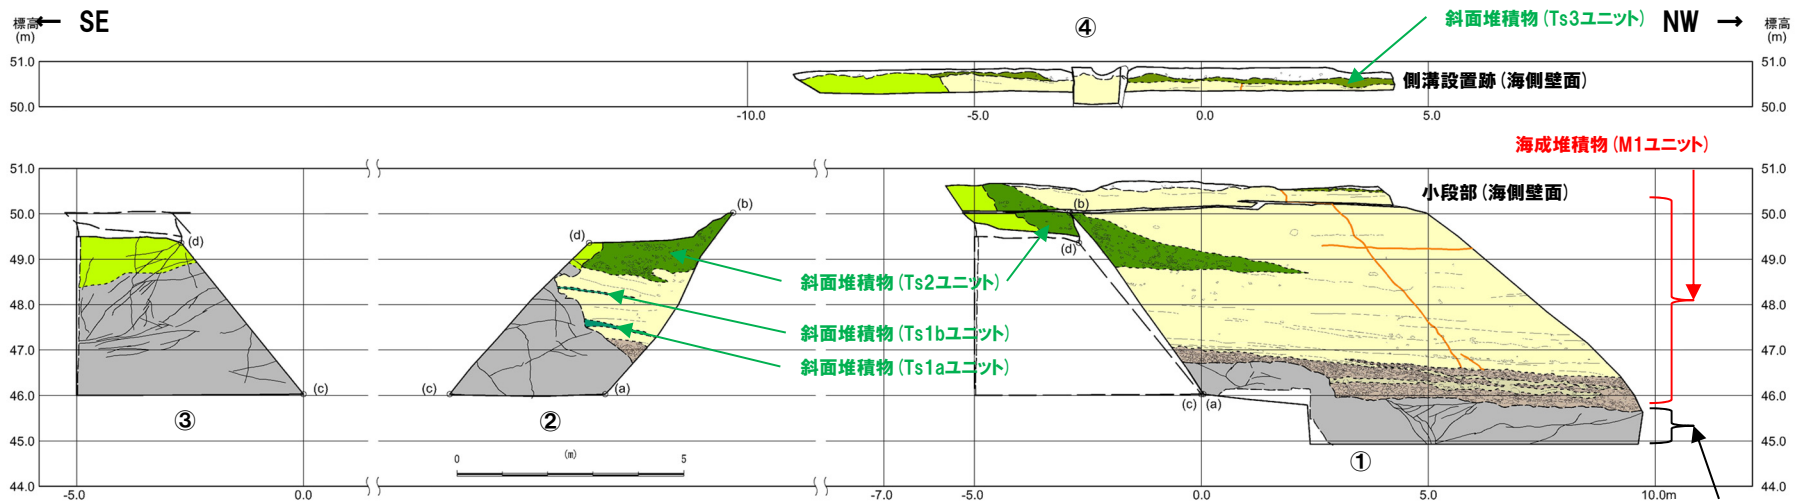 標高
(m)
← SE
④
斜面堆積物(Ts3ユニット)
NW →
標高
(m)
51.0
50.0
側溝設置跡(海側壁面)
51.0
50.0
-10.0
-5.0
0.0
5.0
海成堆積物(M1ユニット)
51.0
50.0
49.0
48.0
47.0
46.0
45.0
44.0
(d)
(c)
③
-5.0
0.0
(b)
(d)
(c)
(a)
②
0
(m)
5
斜面堆積物(Ts2ユニット)
斜面堆積物(Ts1bユニット)
斜面堆積物(Ts1aユニット)
小段部(海側壁面)
(b)
(d)
(c)
(a)
①
-7.0
-5.0
0.0
5.0
10.0m
51.0
50.0
49.0
48.0
47.0
46.0
45.0
44.0